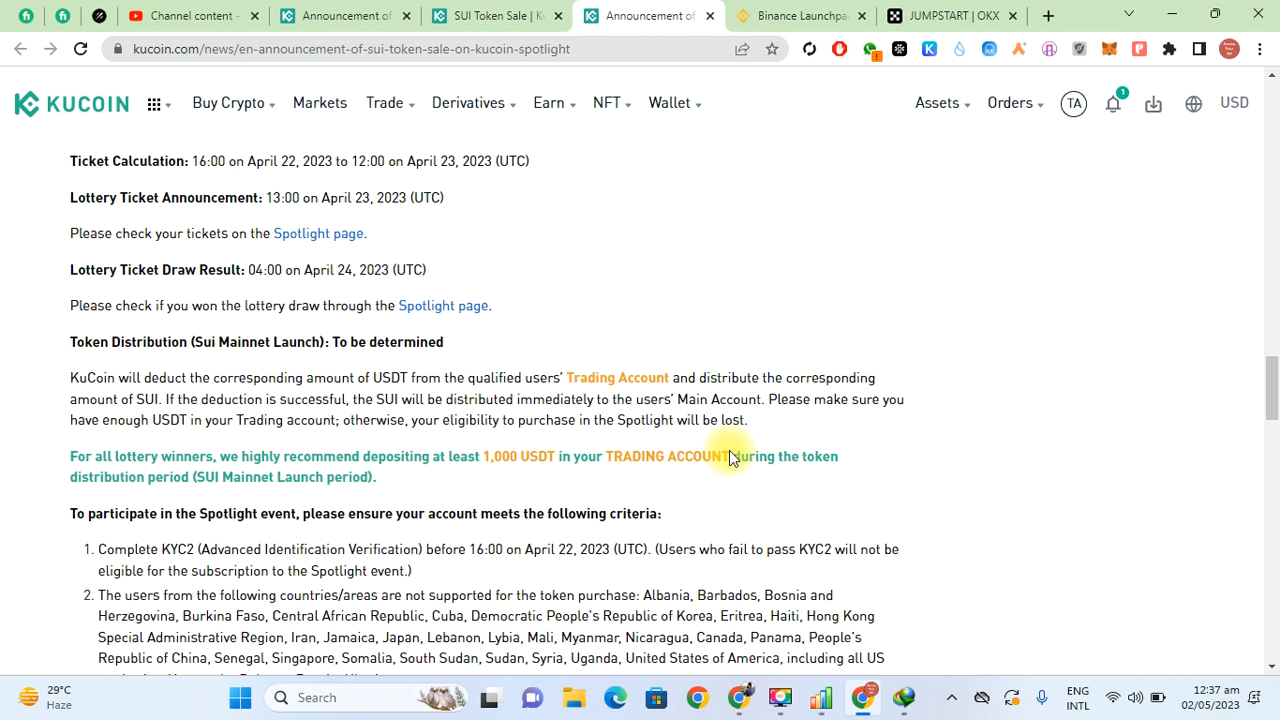 Channel content -
Announcement of
SUI Token Sale | Ku
Announcement of
Binance Launchpa
JUMPSTART | OKX
kucoin.com/news/en-announcement-of-sui-token-sale-on-kucoin-spotlight
KUCOIN Buy Crypto Markets Trade Derivatives Earn NFT Wallet Assets Orders TA 1 USD
Ticket Calculation: 16:00 on April 22, 2023 to 12:00 on April 23, 2023 (UTC)
Lottery Ticket Announcement: 13:00 on April 23, 2023 (UTC)
Please check your tickets on the Spotlight page.
Lottery Ticket Draw Result: 04:00 on April 24, 2023 (UTC)
Please check if you won the lottery draw through the Spotlight page.
Token Distribution (Sui Mainnet Launch): To be determined
KuCoin will deduct the corresponding amount of USDT from the qualified users' Trading Account and distribute the corresponding
amount of SUI. If the deduction is successful, the SUI will be distributed immediately to the users' Main Account. Please make sure you
have enough USDT in your Trading account; otherwise, your eligibility to purchase in the Spotlight will be lost.
For all lottery winners, we highly recommend depositing at least 1,000 USDT in your TRADING ACCOUNT during the token
distribution period (SUI Mainnet Launch period).
To participate in the Spotlight event, please ensure your account meets the following criteria:
1. Complete KYC2 (Advanced Identification Verification) before 16:00 on April 22, 2023 (UTC). (Users who fail to pass KYC2 will not be
eligible for the subscription to the Spotlight event.)
2. The users from the following countries/areas are not supported for the token purchase: Albania, Barbados, Bosnia and
Herzegovina, Burkina Faso, Central African Republic, Cuba, Democratic People's Republic of Korea, Eritrea, Haiti, Hong Kong
Special Administrative Region, Iran, Jamaica, Japan, Lebanon, Lybia, Mali, Myanmar, Nicaragua, Canada, Panama, People's
Republic of China, Senegal, Singapore, Somalia, South Sudan, Sudan, Syria, Uganda, United States of America, including all US
29°C
Haze
Search
ENG
INTL
12:37 am
02/05/2023